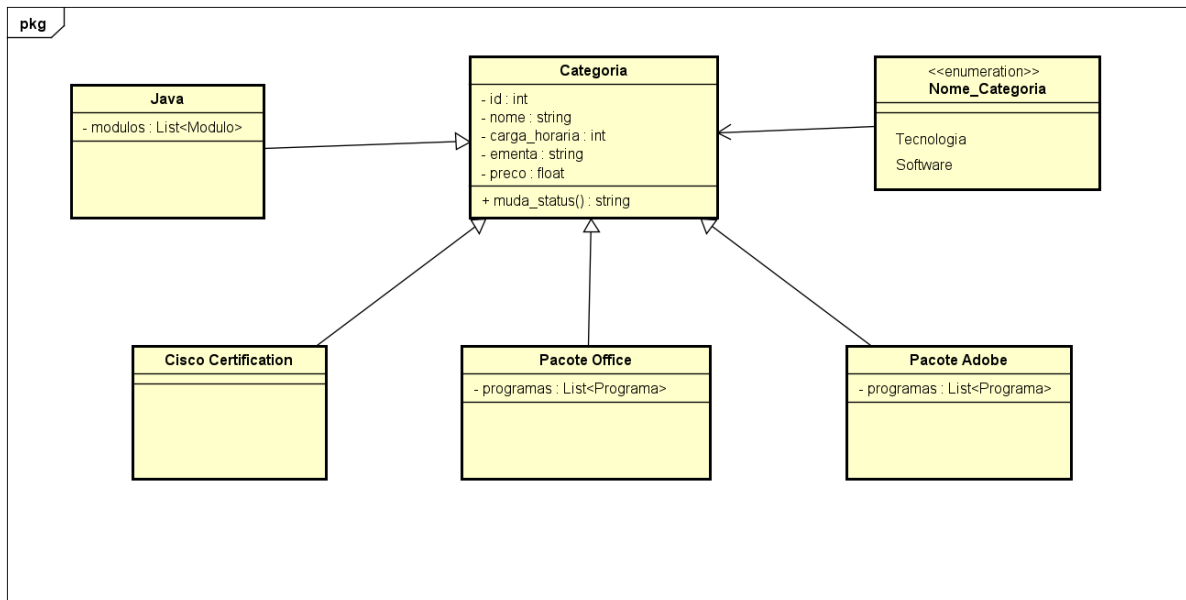 pkg
Java
- modulos : List<Modulo>
Categoria
- id : int
- nome : string
- carga_horaria : int
- ementa : string
- preco : float
+ muda_status() : string
<<enumeration>>
Nome_Categoria
Tecnologia
Software
Cisco Certification
Pacote Office
- programas : List<Programa>
Pacote Adobe
- programas : List<Programa>